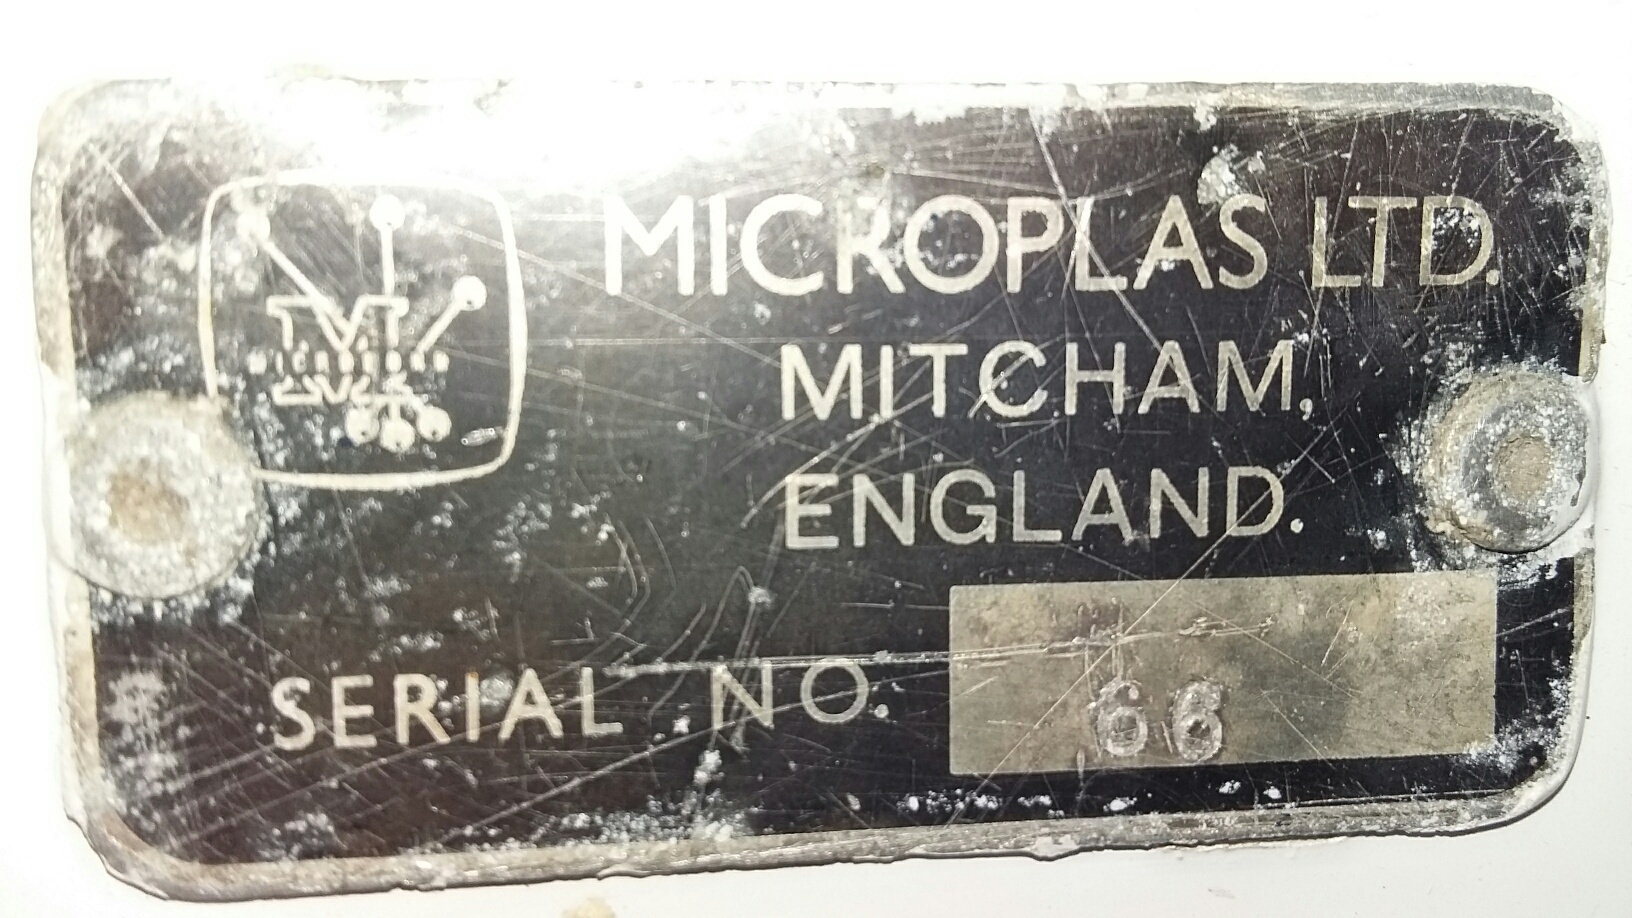 M
MICROPLAS LTD.
MITCHAM,
ENGLAND.
SERIAL NO. 66